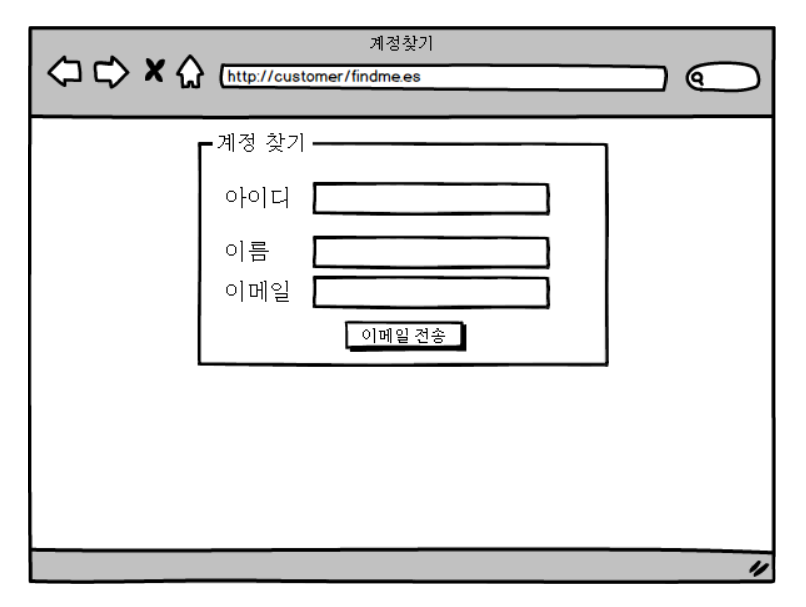 계정찾기
http://customer/findme.es
계정 찾기
아이디
이름
이메일
이메일 전송